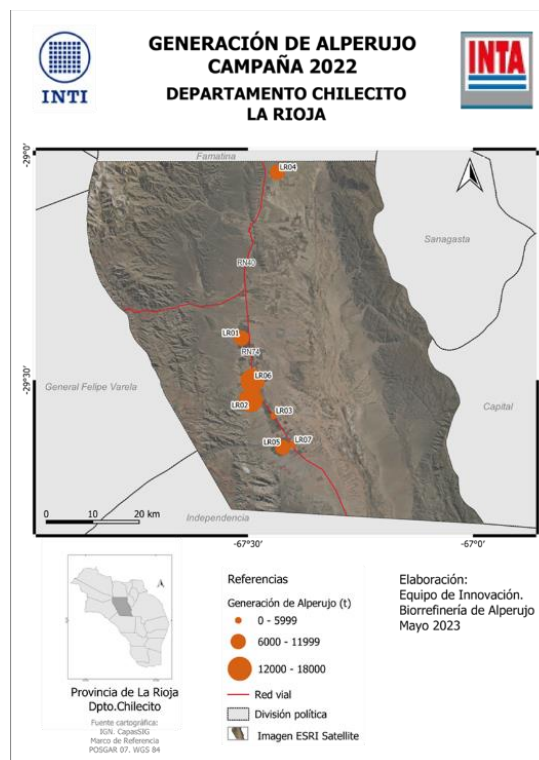 INTI
GENERACIÓN DE ALPERUJO
CAMPAÑA 2022
DEPARTAMENTO CHILECITO
LA RIOJA
INTA
-29°0'
Famatina
LR04
Sanagasta
RN40
LR01
RN74
-29°30'
General Felipe Varela
LR06
LR02
LR03
Capital
LR05
LR07
0 10 20 km
Independencia
-67°30'
-67°0'
Provincia de La Rioja
Dpto.Chilecito
Fuente cartográfica:
IGN. CapasSIG
Marco de Referencia
POSGAR 07. WGS 84
Referencias
Generación de Alperujo (t)
0 - 5999
6000 - 11999
12000 - 18000
Red vial
División política
Imagen ESRI Satellite
Elaboración:
Equipo de Innovación.
Biorrefinería de Alperujo
Mayo 2023